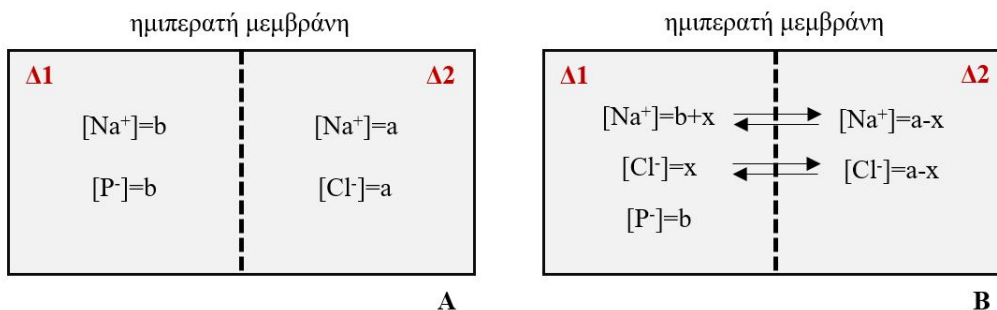 ημιπερατή μεμβράνη
Δ1 Δ2
[Na⁺]=b [Na⁺]=a
[P⁻]=b [Cl⁻]=a
A
ημιπερατή μεμβράνη
Δ1 Δ2
[Na⁺]=b+x [Na⁺]=a-x
[Cl⁻]=x [Cl⁻]=a-x
[P⁻]=b
B